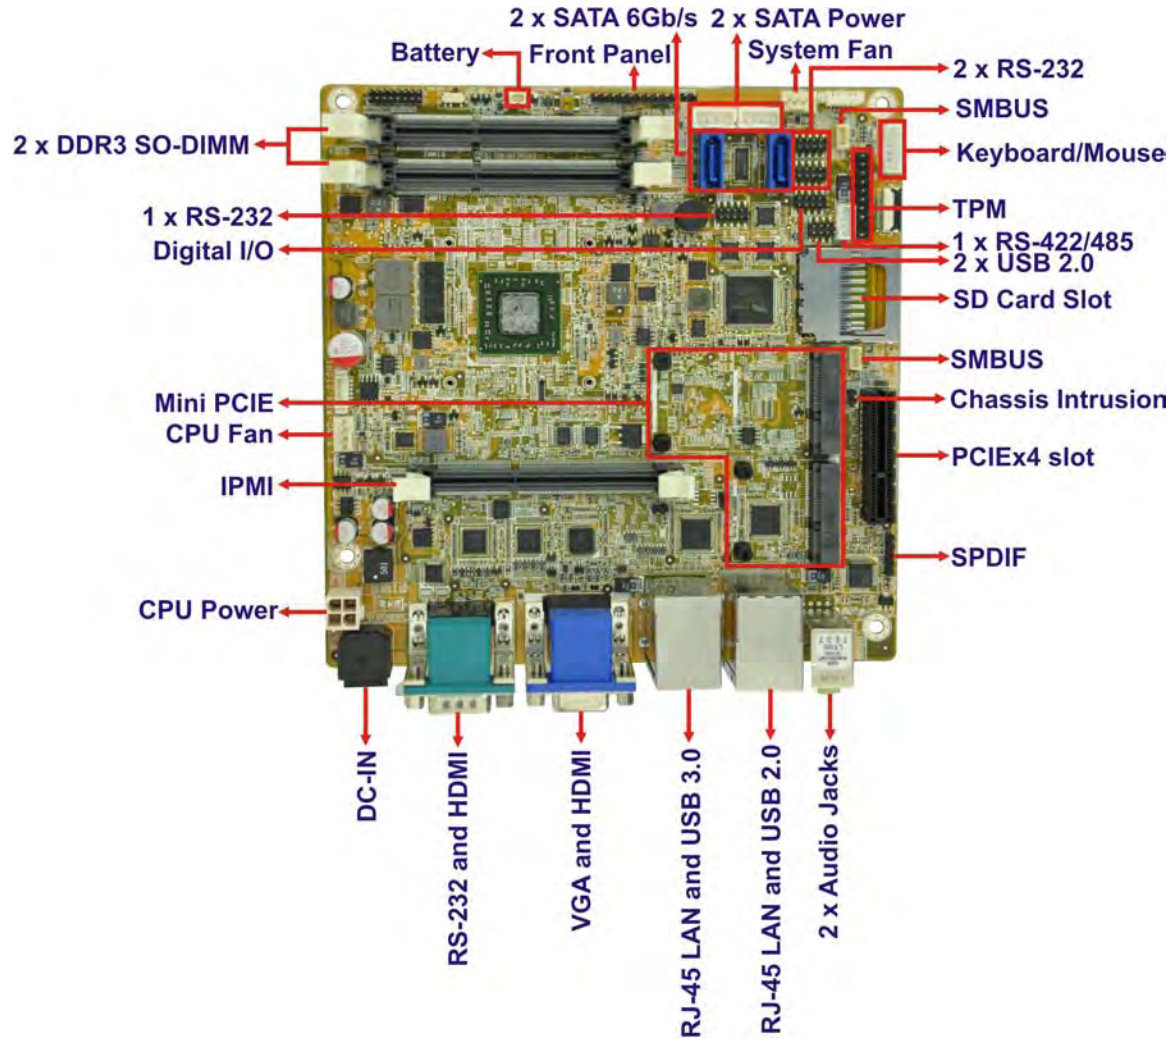 2 x SATA 6Gb/s
2 x SATA Power
Battery
Front Panel
System Fan
2 x RS-232
SMBUS
2 x DDR3 SO-DIMM
Keyboard/Mouse
1 x RS-232
TPM
Digital I/O
1 x RS-422/485
2 x USB 2.0
SD Card Slot
SMBUS
Mini PCIE
Chassis Intrusion
CPU Fan
PCIEx4 slot
IPMI
SPDIF
CPU Power
DC-IN
RS-232 and HDMI
VGA and HDMI
RJ-45 LAN and USB 3.0
RJ-45 LAN and USB 2.0
2 x Audio Jacks